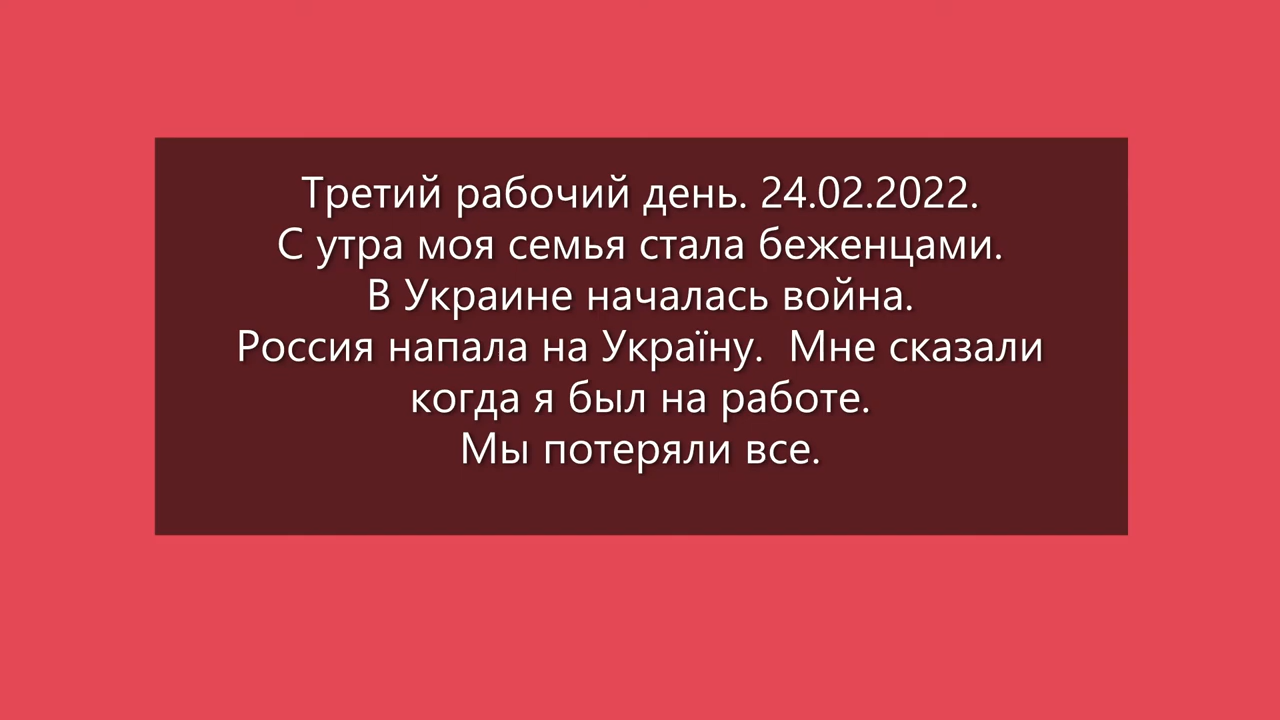 Третий рабочий день. 24.02.2022.
С утра моя семья стала беженцами.
В Украине началась война.
Россия напала на Україну.  Мне сказали
когда я был на работе.
Мы потеряли все.